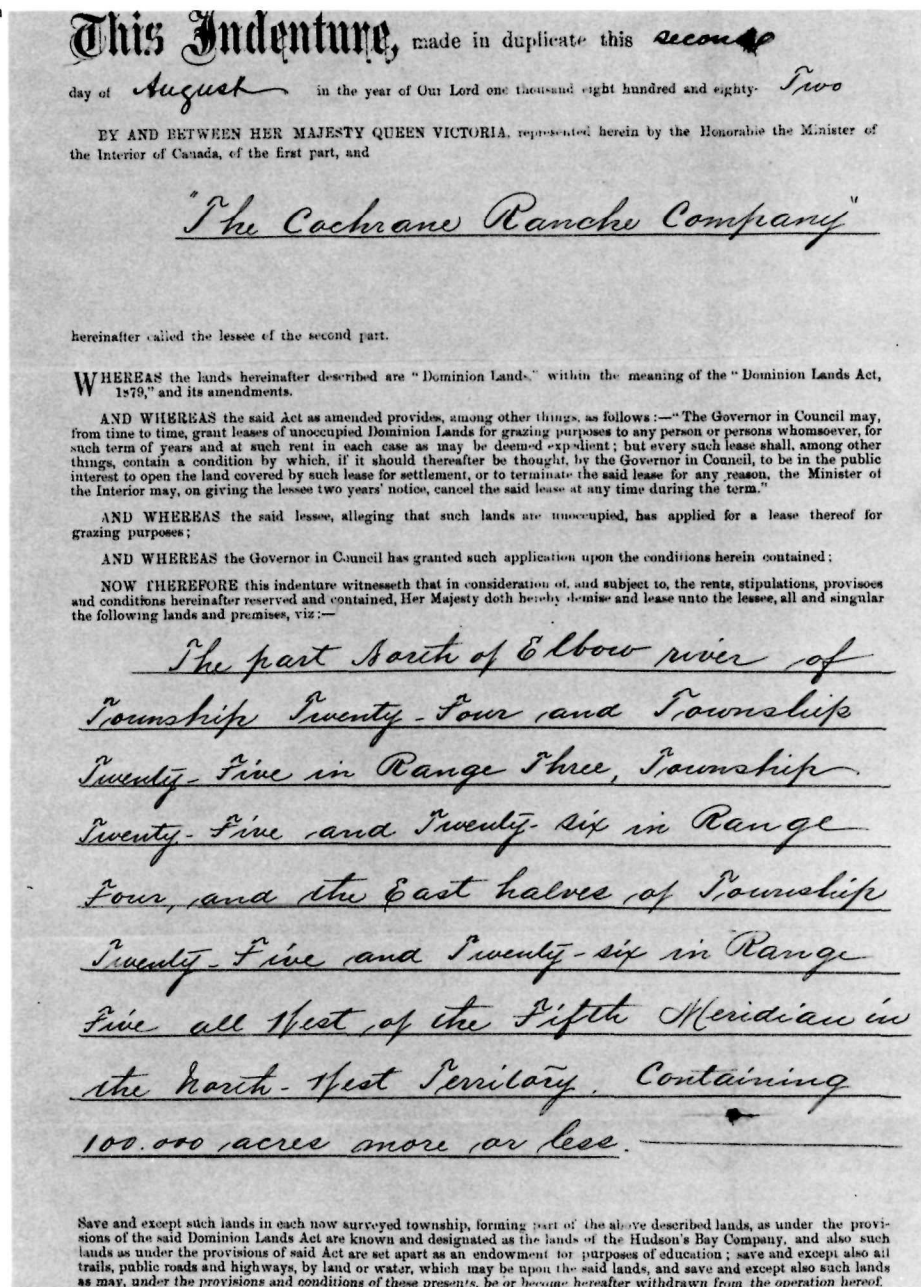 This Indenture, made in duplicate this second
day of August in the year of Our Lord one thousand eight hundred and eighty- Two
BY AND BETWEEN HER MAJESTY QUEEN VICTORIA, represented herein by the Honorable the Minister of
the Interior of Canada, of the first part, and
"The Cochrane Ranche Company"
hereinafter called the lessee of the second part.
WHEREAS the lands hereinafter described are "Dominion Lands," within the meaning of the "Dominion Lands Act,
1879," and its amendments.
AND WHEREAS the said Act as amended provides, among other things, as follows:—"The Governor in Council may,
from time to time, grant leases of unoccupied Dominion Lands for grazing purposes to any person or persons whomsoever, for
such term of years and at such rent in each case as may be deemed expedient; but every such lease shall, among other
things, contain a condition by which, if it should thereafter be thought, by the Governor in Council, to be in the public
interest to open the land covered by such lease for settlement, or to terminate the said lease for any reason, the Minister of
the Interior may, on giving the lessee two years' notice, cancel the said lease at any time during the term."
AND WHEREAS the said lessee, alleging that such lands are unoccupied, has applied for a lease thereof for
grazing purposes;
AND WHEREAS the Governor in Council has granted such application upon the conditions herein contained;
NOW THEREFORE this indenture witnesseth that in consideration of, and subject to, the rents, stipulations, provisoes
and conditions hereinafter reserved and contained, Her Majesty doth hereby demise and lease unto the lessee, all and singular
the following lands and premises, viz:—
The part North of Elbow river of
Township Twenty-Four and Township
Twenty-Five in Range Three, Township
Twenty-Five and Twenty-six in Range
Four, and the East halves of Township
Twenty-Five and Twenty-six in Range
Five all West of the Fifth Meridian in
the North-West Territory. Containing
100.000 acres more or less.
Save and except such lands in each now surveyed township, forming part of the above described lands, as under the provi-
sions of the said Dominion Lands Act are known and designated as the lands of the Hudson's Bay Company, and also such
lands as under the provisions of said Act are set apart as an endowment for purposes of education; save and except also all
trails, public roads and highways, by land or water, which may be upon the said lands, and save and except also such lands
as may, under the provisions and conditions of these presents, be or become hereafter withdrawn from the operation hereof.